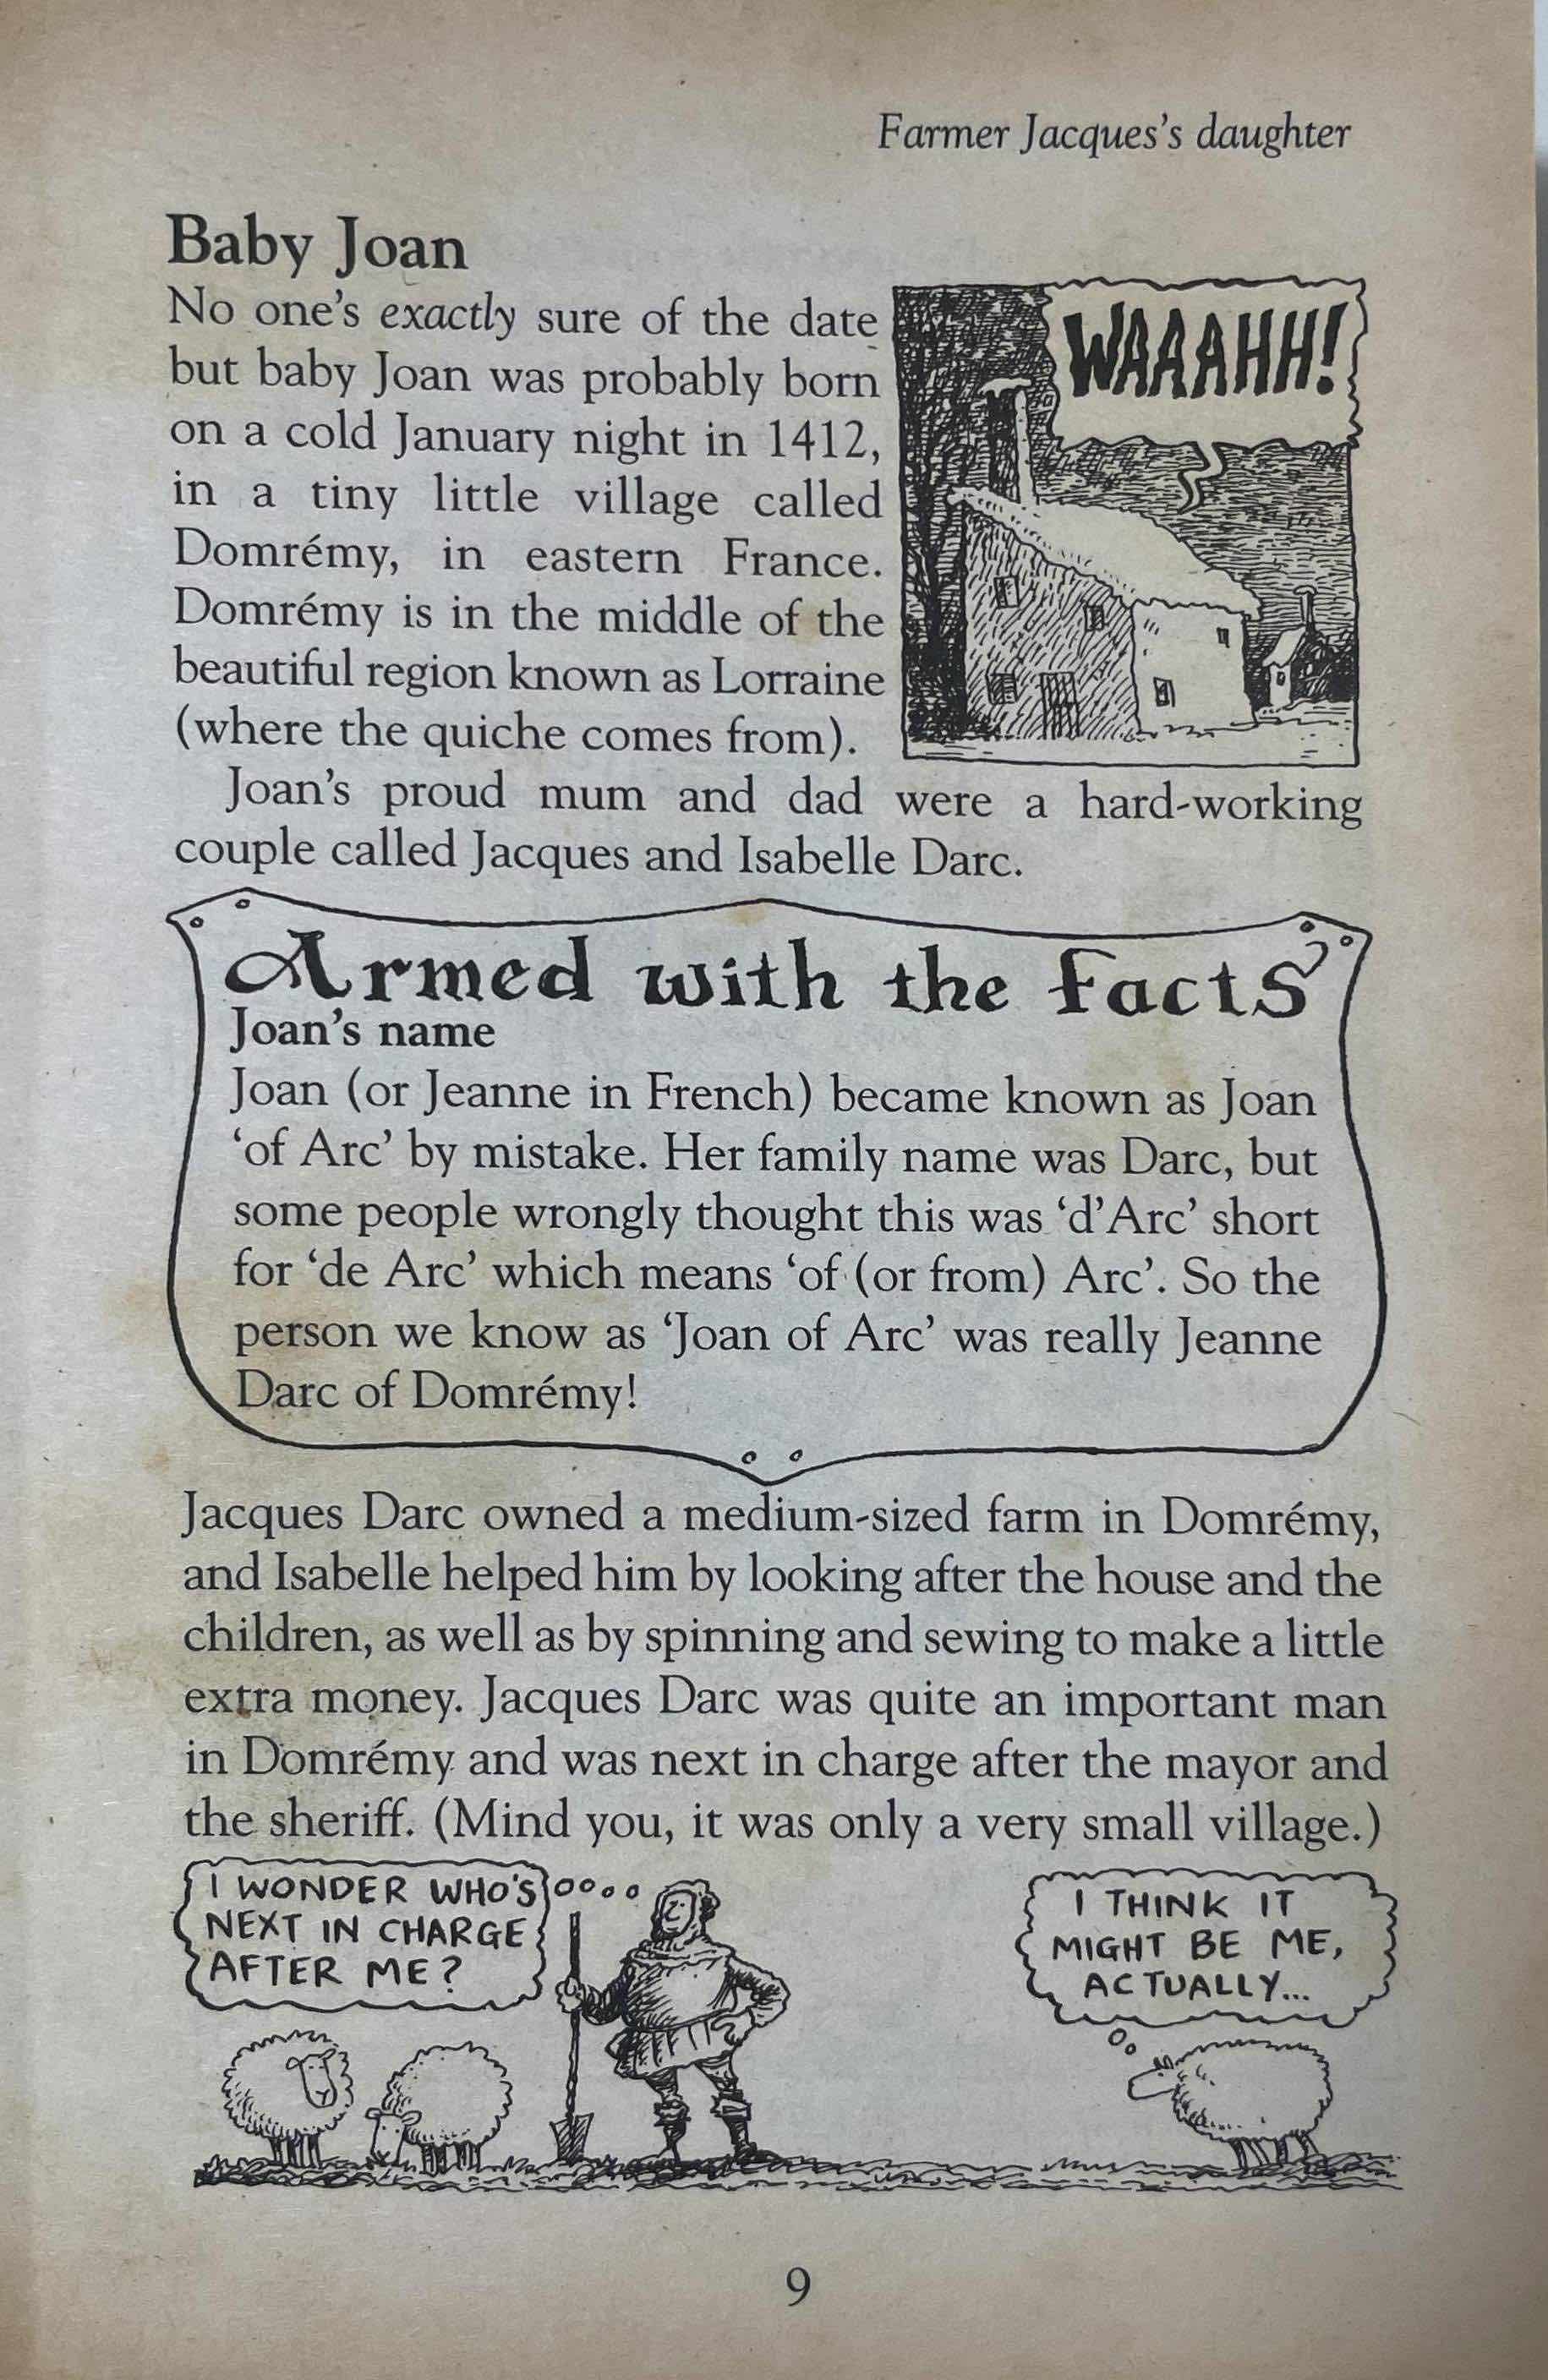 Farmer Jacques's daughter
Baby Joan
No one's exactly sure of the date
but baby Joan was probably born
on a cold January night in 1412,
in a tiny little village called
Domrémy, in eastern France.
Domrémy is in the middle of the
beautiful region known as Lorraine
(where the quiche comes from).
WAAAHH!
Joan's proud mum and dad were a hard-working
couple called Jacques and Isabelle Darc.
Armed with the Facts
Joan's name
Joan (or Jeanne in French) became known as Joan
'of Arc' by mistake. Her family name was Darc, but
some people wrongly thought this was 'd'Arc' short
for 'de Arc' which means 'of (or from) Arc'. So the
person we know as 'Joan of Arc' was really Jeanne
Darc of Domrémy!
Jacques Darc owned a medium-sized farm in Domrémy,
and Isabelle helped him by looking after the house and the
children, as well as by spinning and sewing to make a little
extra money. Jacques Darc was quite an important man
in Domrémy and was next in charge after the mayor and
the sheriff. (Mind you, it was only a very small village.)
I WONDER WHO'S
NEXT IN CHARGE
AFTER ME?
I THINK IT
MIGHT BE ME,
ACTUALLY...
9